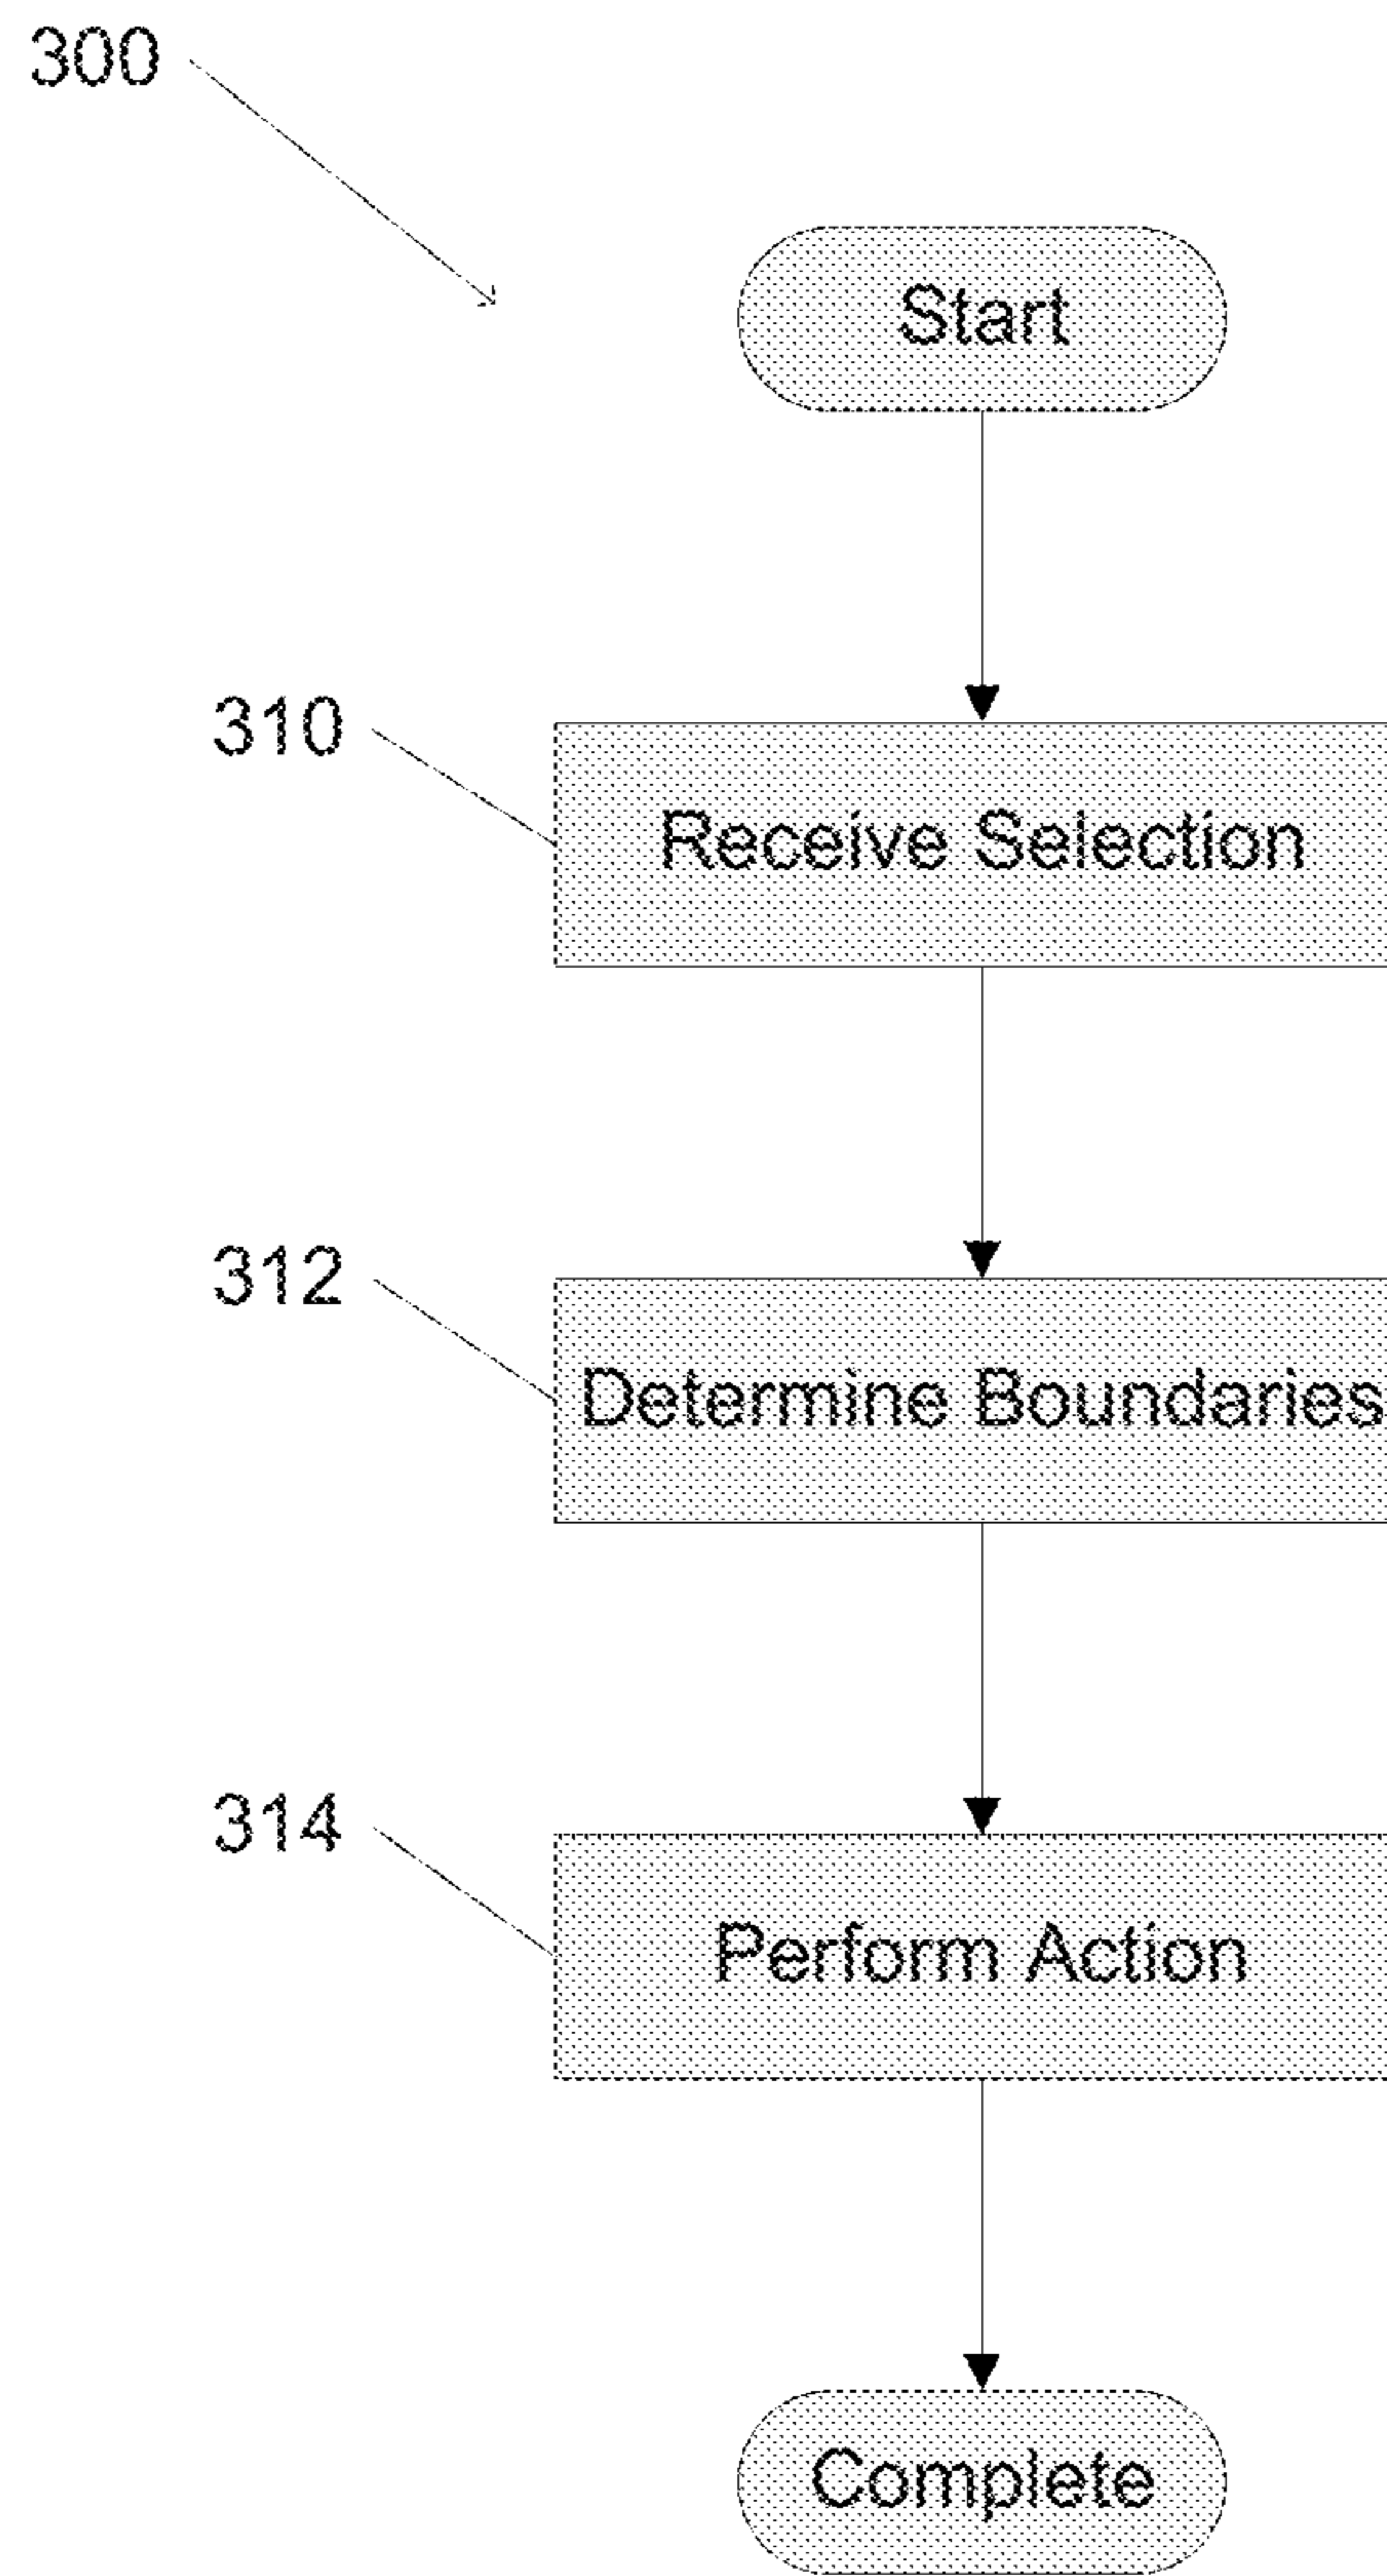 300
Start
310
Receive Selection
312
Determine Boundaries
314
Perform Action
Complete